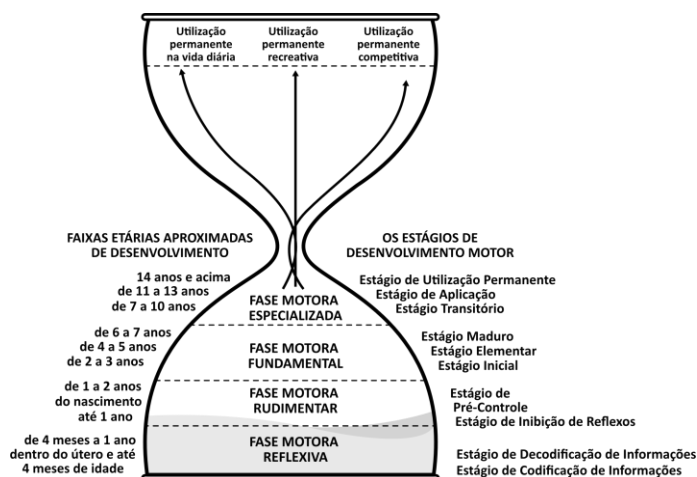 Utilização
permanente
na vida diária
Utilização
permanente
recreativa
Utilização
permanente
competitiva
FAIXAS ETÁRIAS APROXIMADAS
DE DESENVOLVIMENTO
OS ESTÁGIOS DE
DESENVOLVIMENTO MOTOR
14 anos e acima
de 11 a 13 anos
de 7 a 10 anos
FASE MOTORA
ESPECIALIZADA
Estágio de Utilização Permanente
Estágio de Aplicação
Estágio Transitório
de 6 a 7 anos
de 4 a 5 anos
de 2 a 3 anos
FASE MOTORA
FUNDAMENTAL
Estágio Maduro
Estágio Elementar
Estágio Inicial
de 1 a 2 anos
do nascimento
até 1 ano
FASE MOTORA
RUDIMENTAR
Estágio de
Pré-Controle
Estágio de Inibição de Reflexos
de 4 meses a 1 ano
dentro do útero e até
4 meses de idade
FASE MOTORA
REFLEXIVA
Estágio de Decodificação de Informações
Estágio de Codificação de Informações